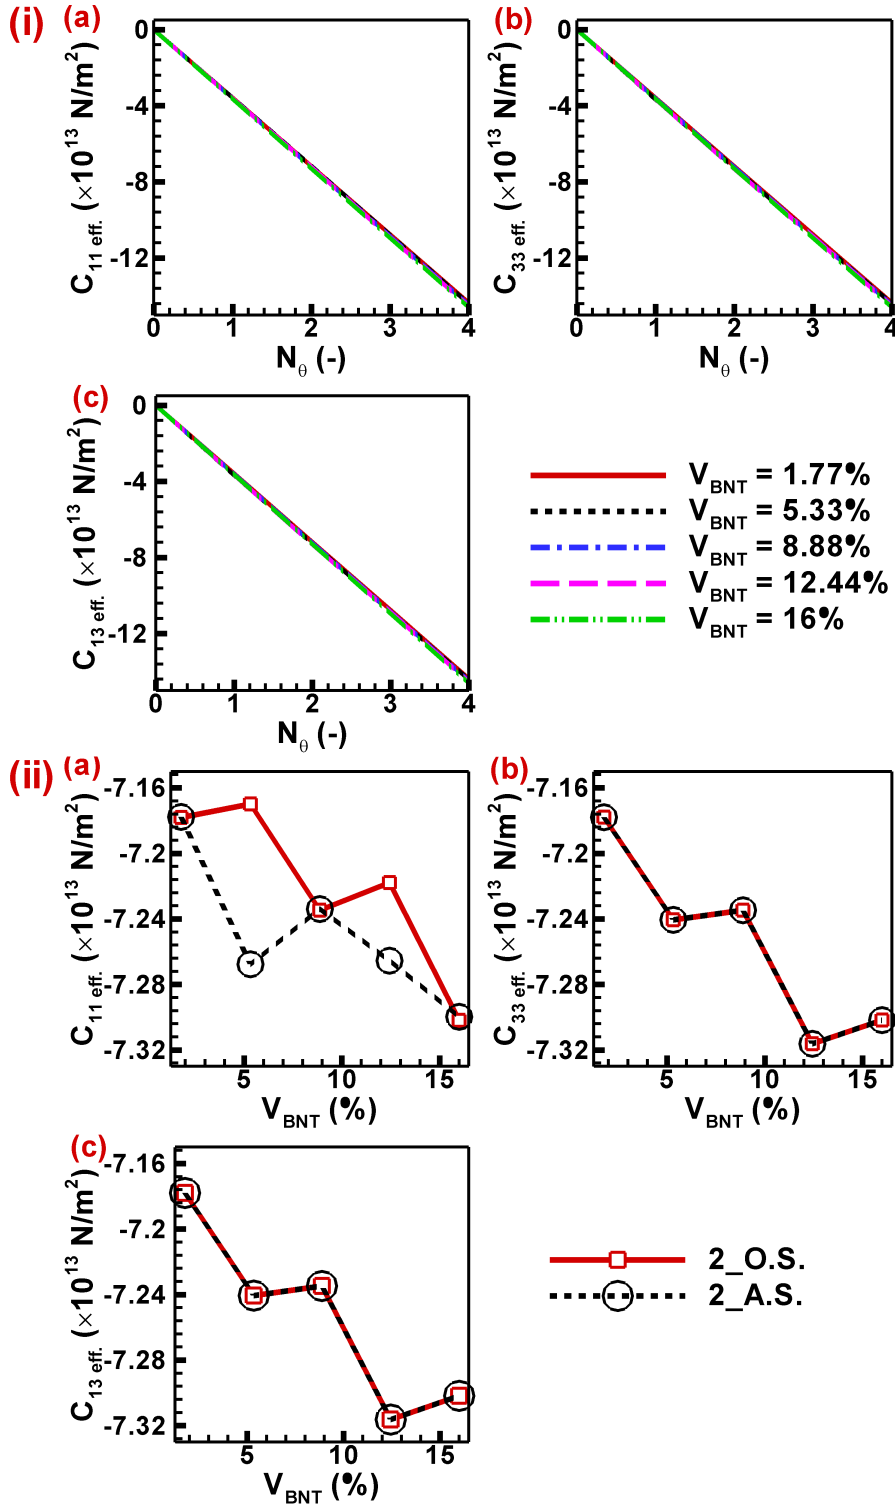 (i) (a) (b)
0
-4
-8
-12
C11 eff. (×10^13 N/m^2)
0 1 2 3 4
Nθ (-)
0
-4
-8
-12
C33 eff. (×10^13 N/m^2)
0 1 2 3 4
Nθ (-)
(c)
0
-4
-8
-12
C13 eff. (×10^13 N/m^2)
0 1 2 3 4
Nθ (-)
VBNT = 1.77%
VBNT = 5.33%
VBNT = 8.88%
VBNT = 12.44%
VBNT = 16%
(ii) (a) (b)
-7.16
-7.2
-7.24
-7.28
-7.32
C11 eff. (×10^13 N/m^2)
5 10 15
VBNT (%)
-7.16
-7.2
-7.24
-7.28
-7.32
C33 eff. (×10^13 N/m^2)
5 10 15
VBNT (%)
(c)
-7.16
-7.2
-7.24
-7.28
-7.32
C13 eff. (×10^13 N/m^2)
5 10 15
VBNT (%)
2_O.S.
2_A.S.